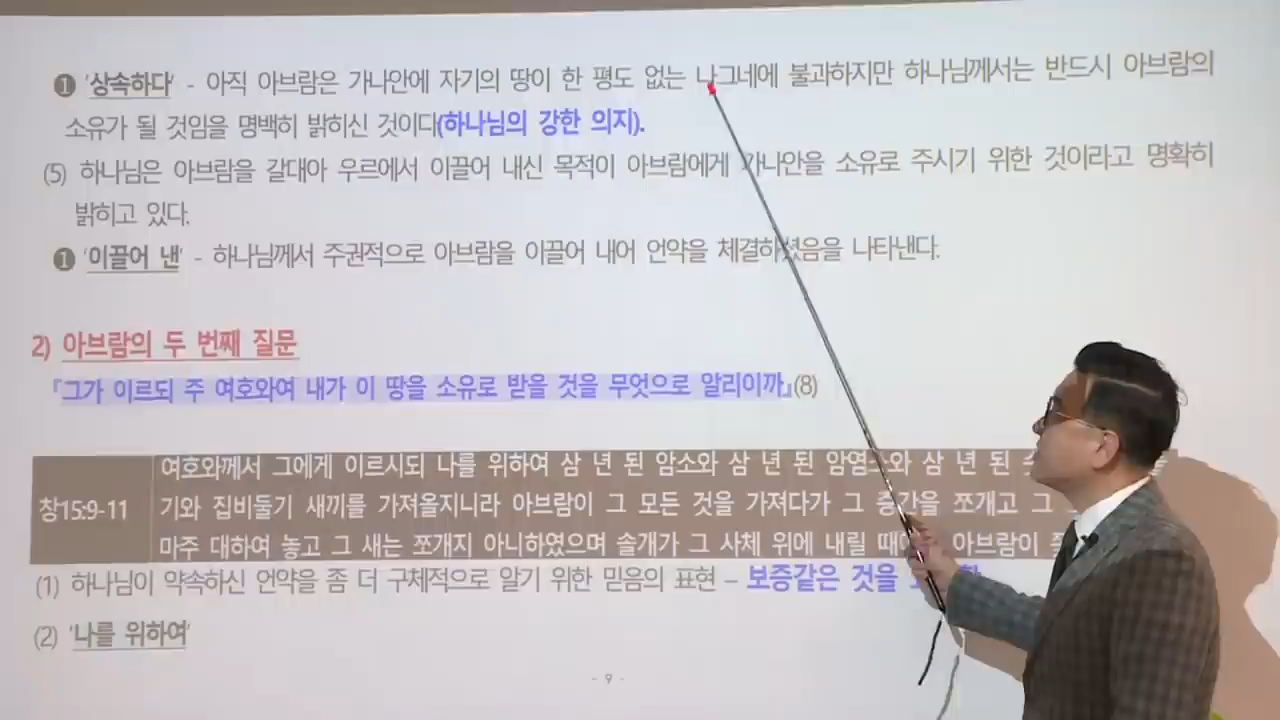 ❶ '상속하다' - 아직 아브람은 가나안에 자기의 땅이 한 평도 없는 나그네에 불과하지만 하나님께서는 반드시 아브람의
소유가 될 것임을 명백히 밝히신 것이다(하나님의 강한 의지).
(5) 하나님은 아브람을 갈대아 우르에서 이끌어 내신 목적이 아브람에게 가나안을 소유로 주시기 위한 것이라고 명확히
밝히고 있다.
❶ '이끌어 낸' - 하나님께서 주권적으로 아브람을 이끌어 내어 언약을 체결하셨음을 나타낸다.
2) 아브람의 두 번째 질문
『그가 이르되 주 여호와여 내가 이 땅을 소유로 받을 것을 무엇으로 알리이까』(8)
여호와께서 그에게 이르시되 나를 위하여 삼 년 된 암소와 삼 년 된 암염소와 삼 년 된
창15:9-11 기와 집비둘기 새끼를 가져올지니라 아브람이 그 모든 것을 가져다가 그 중간을 쪼개고 그
마주 대하여 놓고 그 새는 쪼개지 아니하였으며 솔개가 그 사체 위에 내릴 때 아브람이
(1) 하나님이 약속하신 언약을 좀 더 구체적으로 알기 위한 믿음의 표현 – 보증같은 것을
(2) '나를 위하여'
- 9 -